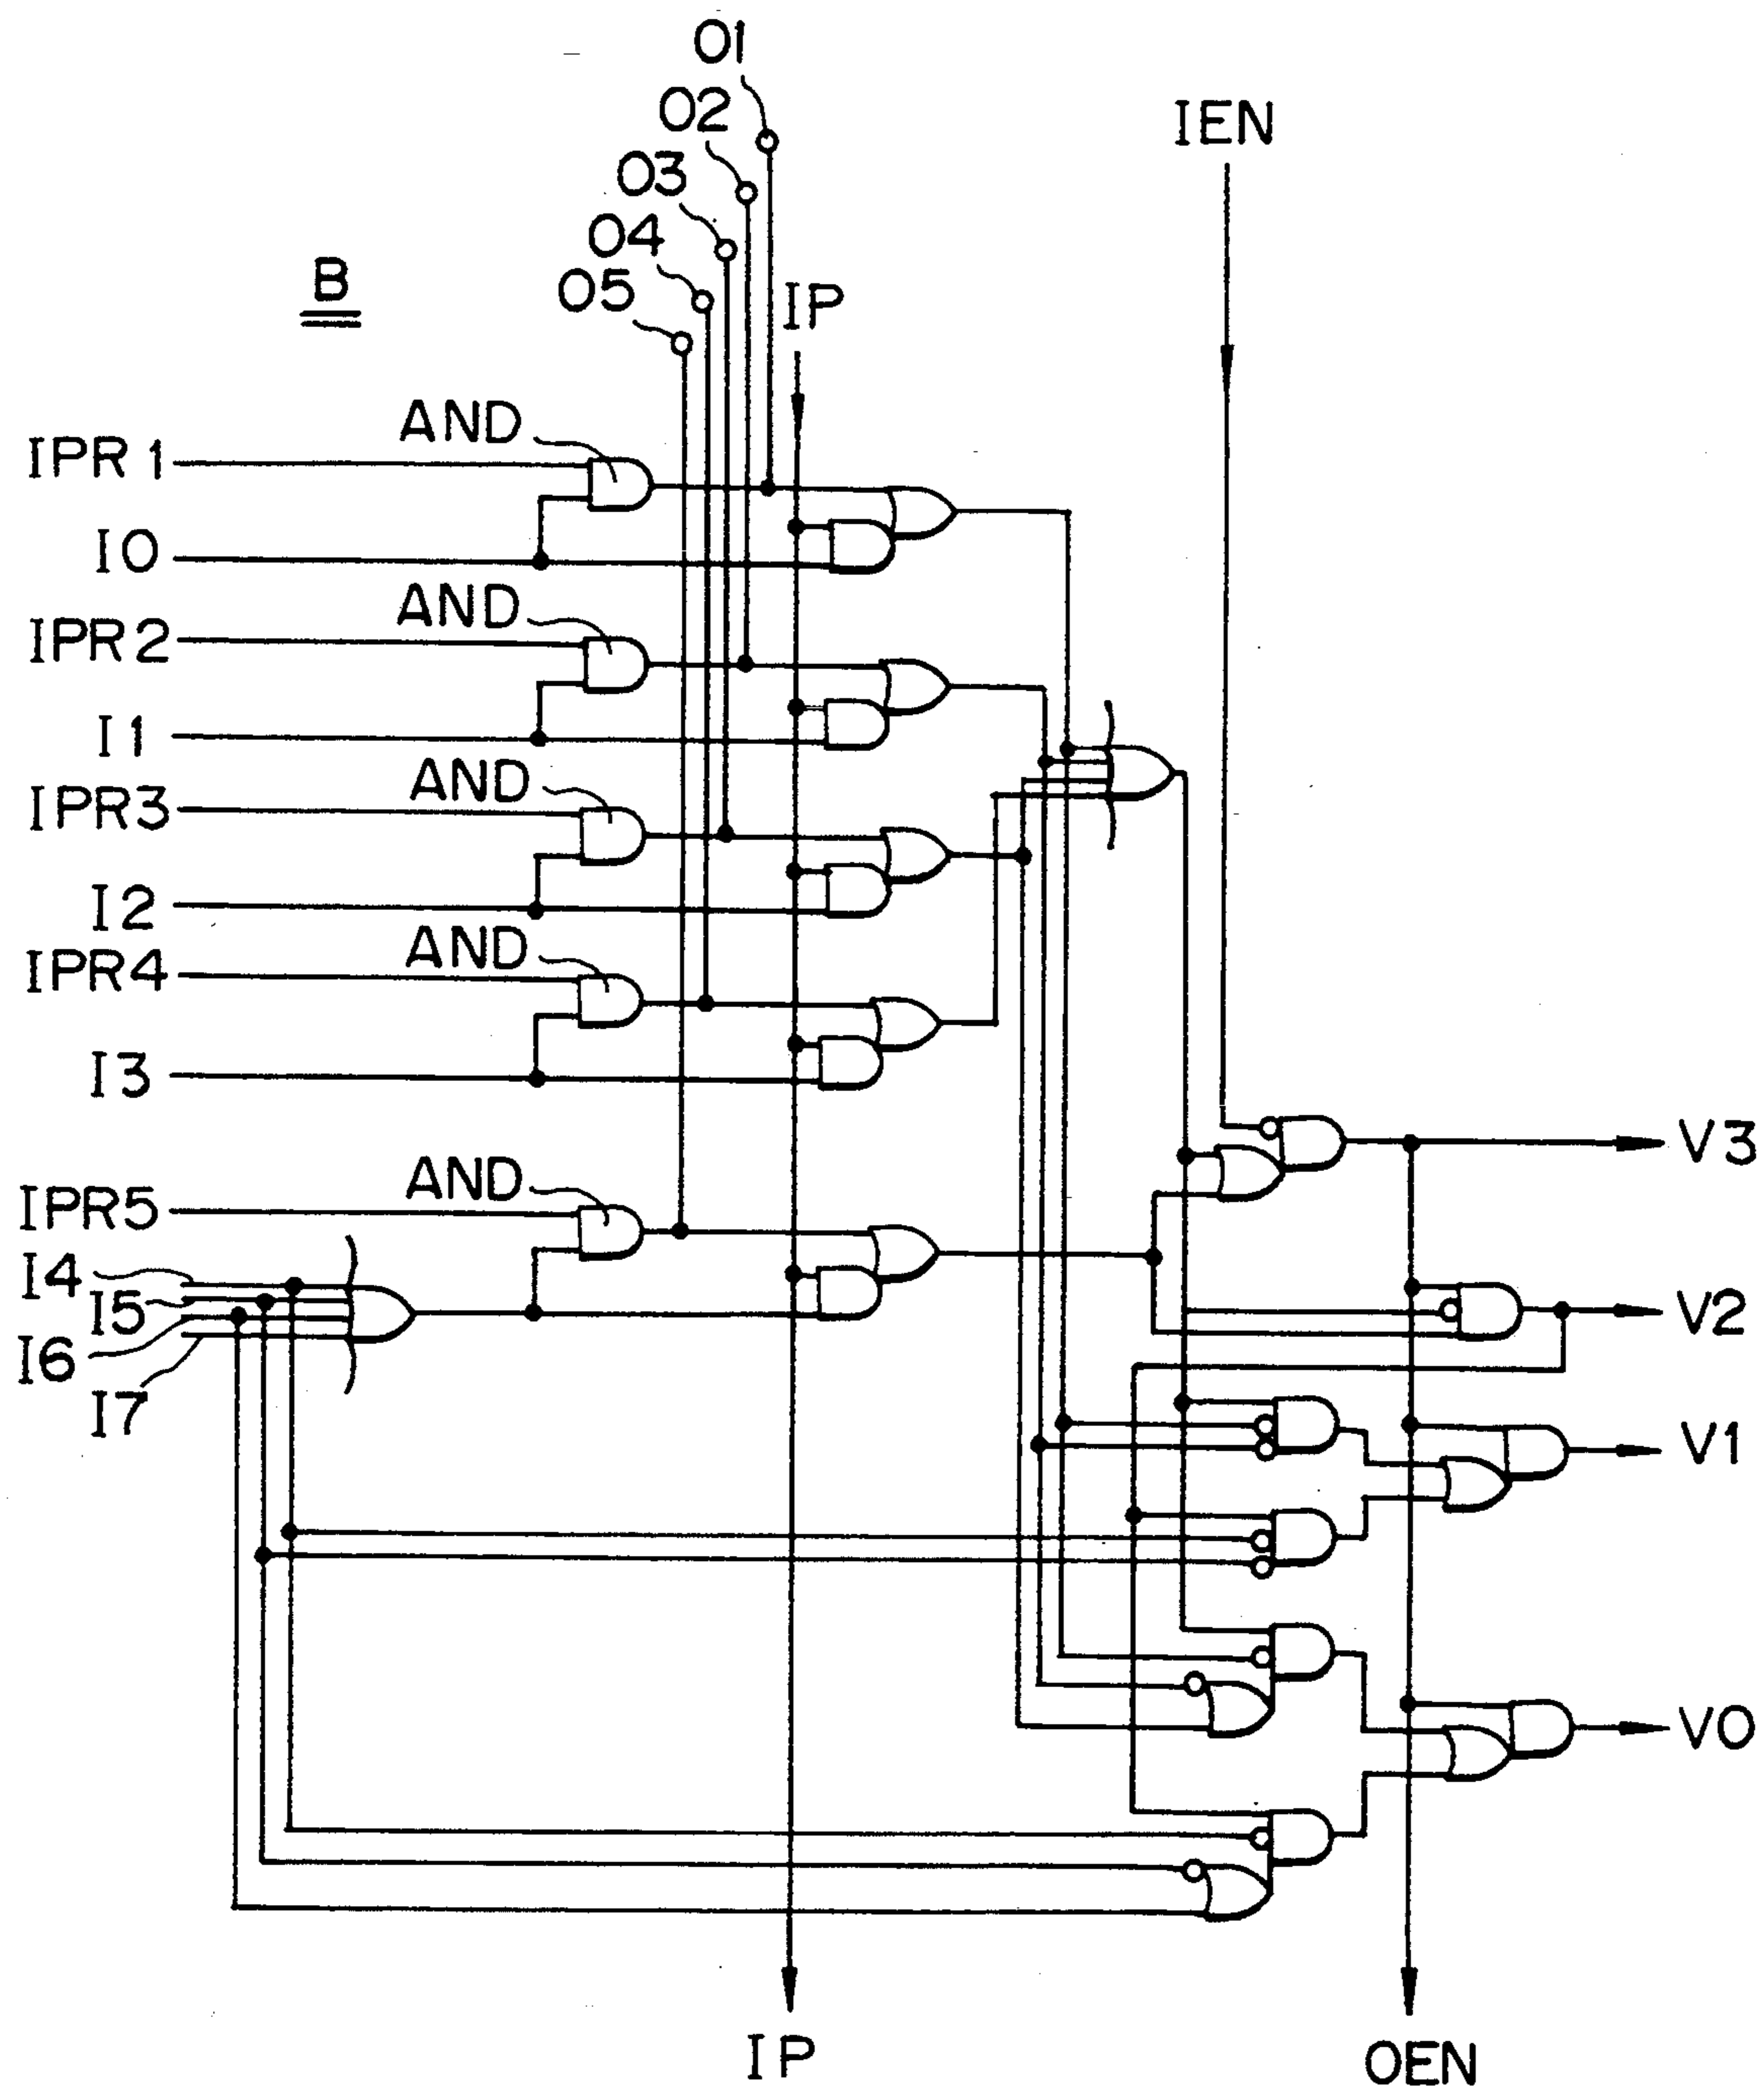 O1
O2
IEN
O3
O4
B
O5
IP
AND
IPR 1
I0
AND
IPR2
I1
AND
IPR3
I2
AND
IPR4
I3
V3
AND
IPR5
I4
I5
V2
I6
I7
V1
V0
IP
OEN